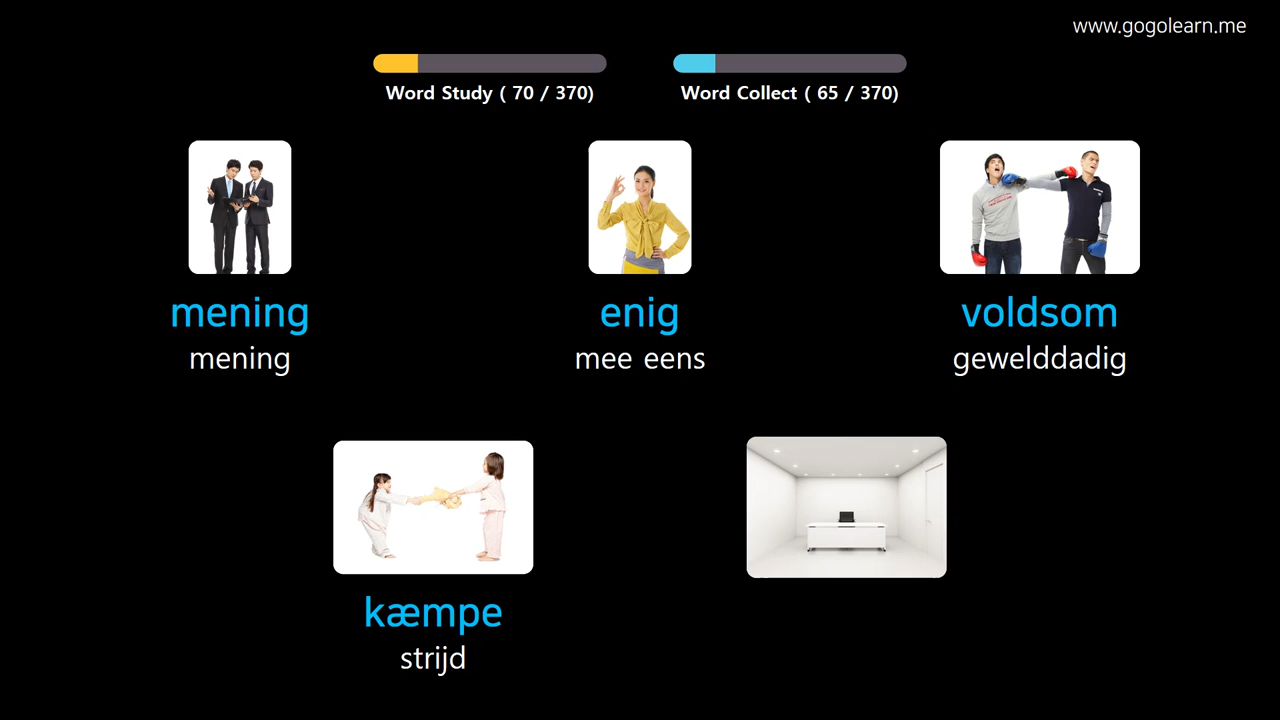 www.gogolearn.me
Word Study ( 70 / 370)
Word Collect ( 65 / 370)
mening
mening
enig
mee eens
voldsom
gewelddadig
kæmpe
strijd